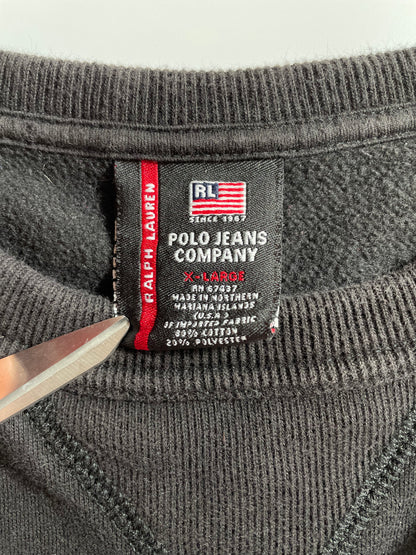 RALPH LAUREN
RL
SINCE 1967
POLO JEANS
COMPANY
X-LARGE
RN 67G37
MADE IN NORTHERN
MARIANA ISLANDS
(U.S.A)
OF IMPORTED FABRIC
80% COTTON
20% POLYESTER